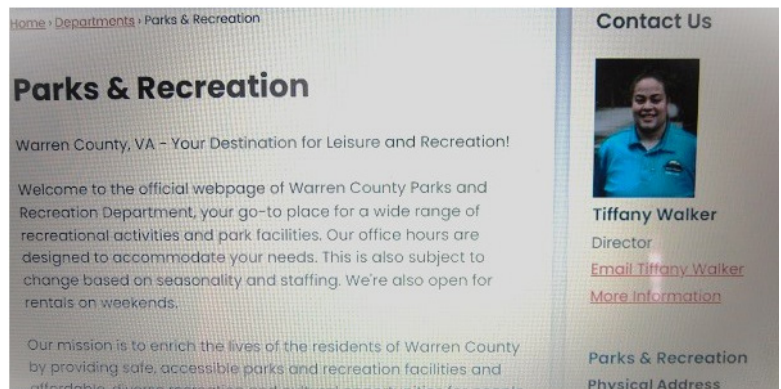 Home › Departments › Parks & Recreation
Parks & Recreation
Warren County, VA - Your Destination for Leisure and Recreation!
Welcome to the official webpage of Warren County Parks and
Recreation Department, your go-to place for a wide range of
recreational activities and park facilities. Our office hours are
designed to accommodate your needs. This is also subject to
change based on seasonality and staffing. We're also open for
rentals on weekends.
Our mission is to enrich the lives of the residents of Warren County
by providing safe, accessible parks and recreation facilities and
Contact Us
Tiffany Walker
Director
Email Tiffany Walker
More Information
Parks & Recreation
Physical Address